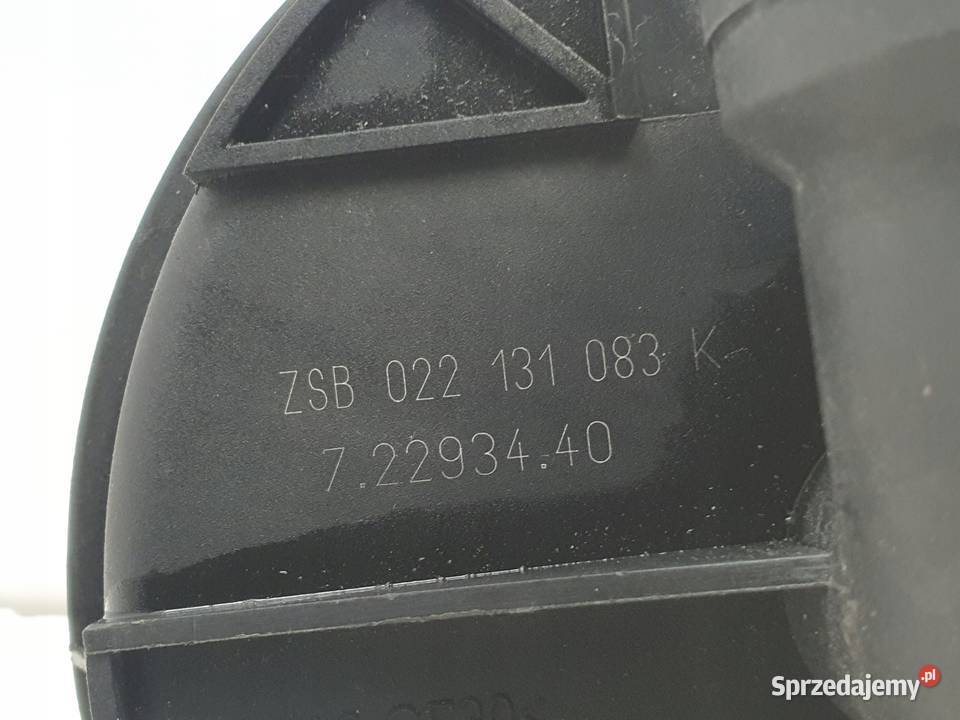 ZSB 022 131 083 K
7.22934.40
Sprzedajemy.pl